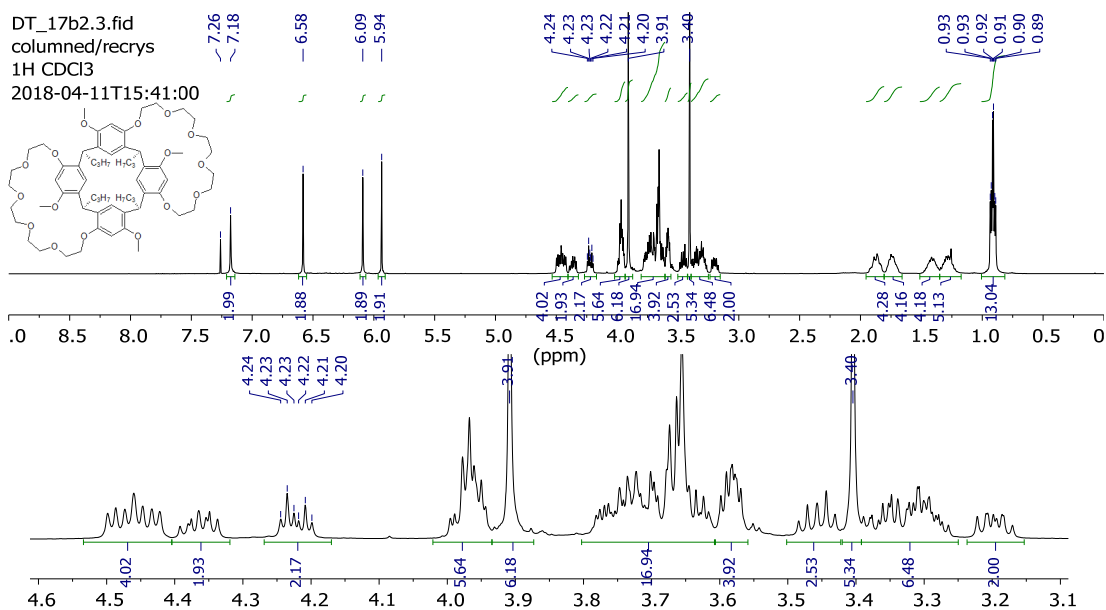 DT_17b2.3.fid
columned/recrys
1H CDCl3
2018-04-11T15:41:00
7.26
7.18
6.58
6.09
5.94
4.24
4.23
4.23
4.22
4.21
4.20
3.91
3.40
0.93
0.93
0.92
0.91
0.90
0.89
O
O
O
O
O
O
O
O
O
O
O
O
O
O
C₃H₇
H₇C₃
C₃H₇
H₇C₃
1.99
1.88
1.89
1.91
4.02
1.93
2.17
5.64
6.18
16.94
3.92
2.53
5.34
6.48
2.00
4.28
4.16
4.18
5.13
13.04
.0 8.5 8.0 7.5 7.0 6.5 6.0 5.5 5.0 4.5 4.0 3.5 3.0 2.5 2.0 1.5 1.0 0.5 0
(ppm)
4.24
4.23
4.23
4.22
4.21
4.20
3.91
3.40
4.02
1.93
2.17
5.64
6.18
16.94
3.92
2.53
5.34
6.48
2.00
4.6 4.5 4.4 4.3 4.2 4.1 4.0 3.9 3.8 3.7 3.6 3.5 3.4 3.3 3.2 3.1